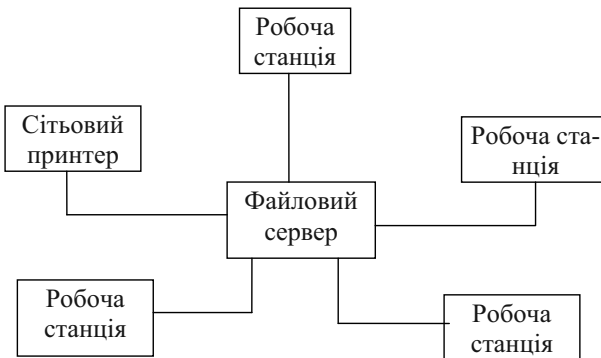 Робоча
станція
Сітьовий
принтер
Робоча ста-
нція
Файловий
сервер
Робоча
станція
Робоча
станція